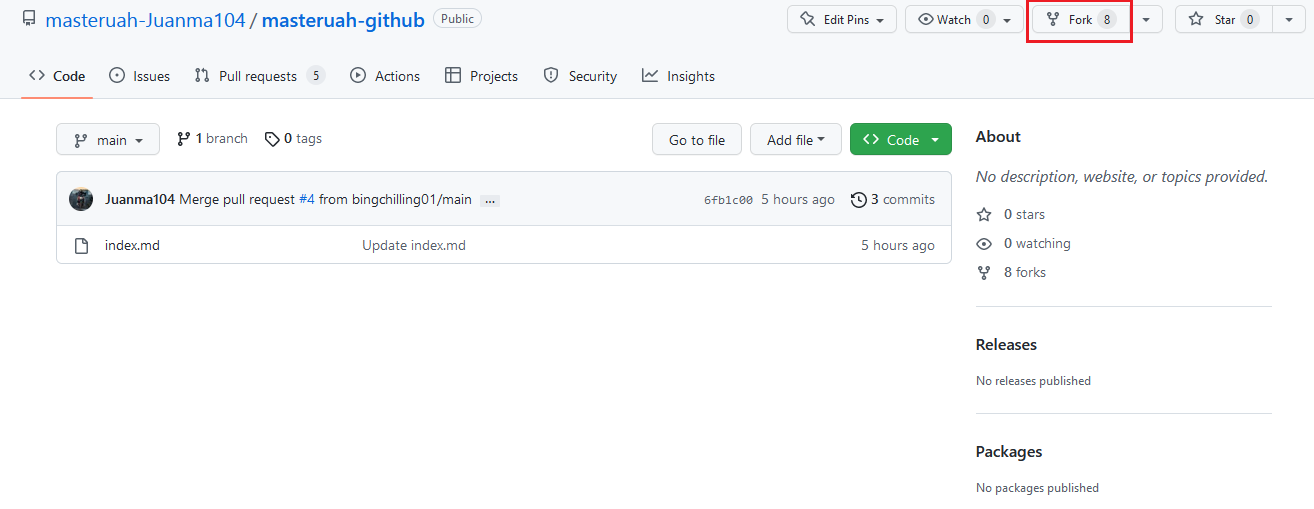 masteruah-Juanma104 / masteruah-github Public Edit Pins Watch 0 Fork 8 Star 0
Code Issues Pull requests 5 Actions Projects Security Insights
main 1 branch 0 tags Go to file Add file Code
Juanma104 Merge pull request #4 from bingchilling01/main ... 6fb1c00 5 hours ago 3 commits
index.md Update index.md 5 hours ago
About
No description, website, or topics provided.
0 stars
0 watching
8 forks
Releases
No releases published
Packages
No packages published